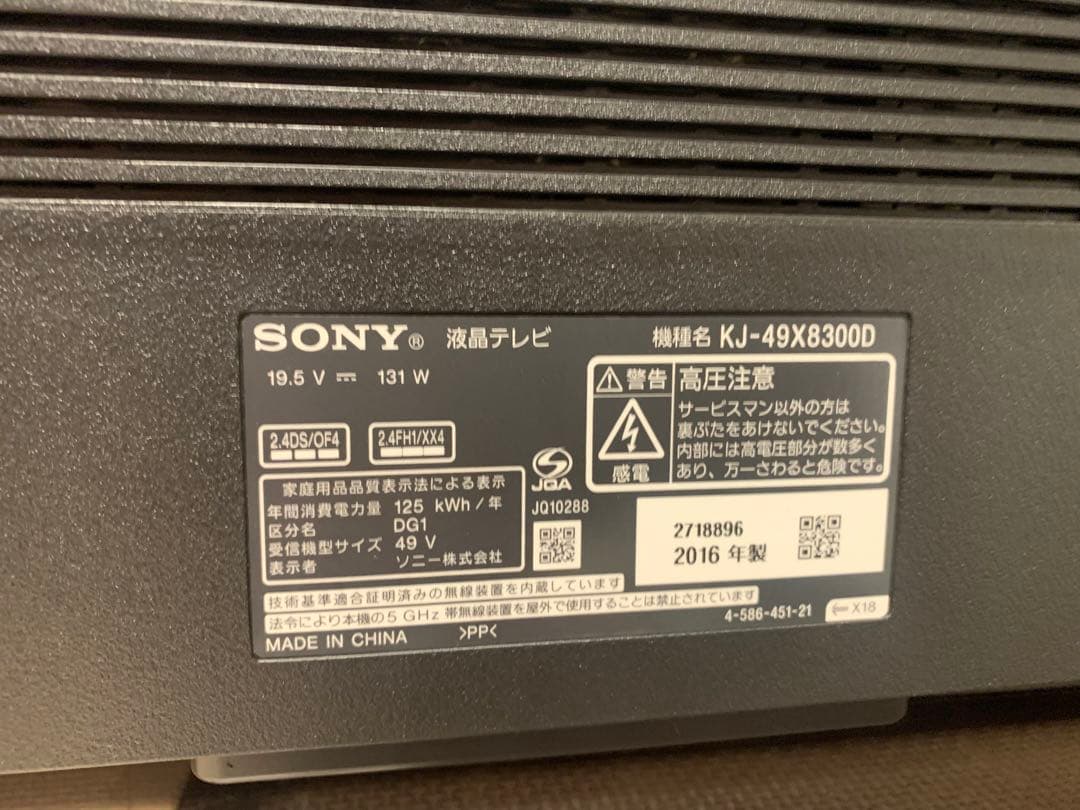 SONY® 液晶テレビ 機種名 KJ-49X8300D
19.5 V ⎓ 131 W
2.4DS/OF4 2.4FH1/XX4
警告 高圧注意
サービスマン以外の方は
裏ぶたをあけないでください。
内部には高電圧部分が数多く
あり、万一さわると危険です。
感電
家庭用品品質表示法による表示
年間消費電力量 125 kWh/年
区分名 DG1
受信機型サイズ 49 V
表示者 ソニー株式会社
JQA
JQ10288
2718896
2016 年製
技術基準適合証明済みの無線装置を内蔵しています
法令により本機の5 GHz 帯無線装置を屋外で使用することは禁止されています
4-586-451-21
X18
MADE IN CHINA >PP<